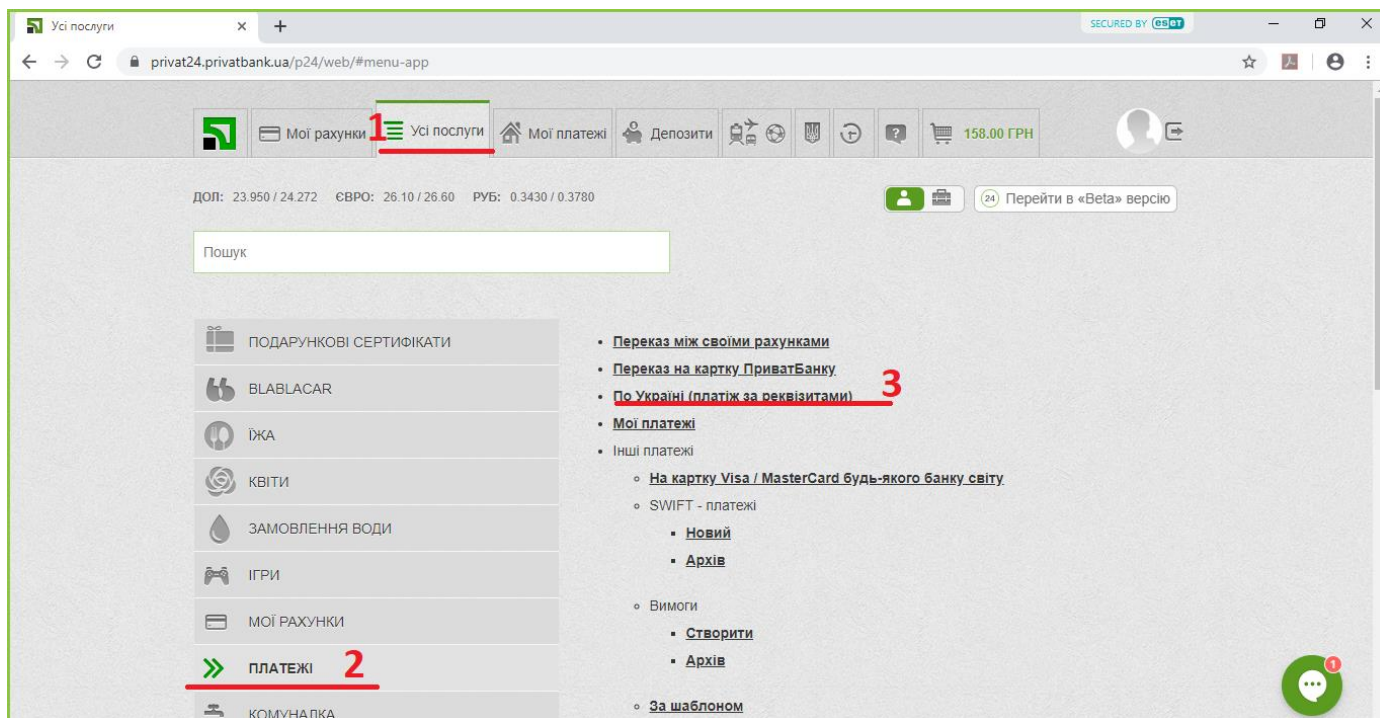 Усі послуги
SECURED BY eset
privat24.privatbank.ua/p24/web/#menu-app
Мої рахунки 1 Усі послуги Мої платежі Депозити ? 158.00 ГРН
ДОЛ: 23.950 / 24.272 ЄВРО: 26.10 / 26.60 РУБ: 0.3430 / 0.3780
24 Перейти в «Beta» версію
Пошук
ПОДАРУНКОВІ СЕРТИФІКАТИ
BLABLACAR
ЇЖА
КВІТИ
ЗАМОВЛЕННЯ ВОДИ
ІГРИ
МОЇ РАХУНКИ
ПЛАТЕЖІ 2
КОМУНАЛКА
Переказ між своїми рахунками
Переказ на картку ПриватБанку
По Україні (платіж за реквізитами) 3
Мої платежі
Інші платежі
На картку Visa / MasterCard будь-якого банку світу
SWIFT - платежі
Новий
Архів
Вимоги
Створити
Архів
За шаблоном
1